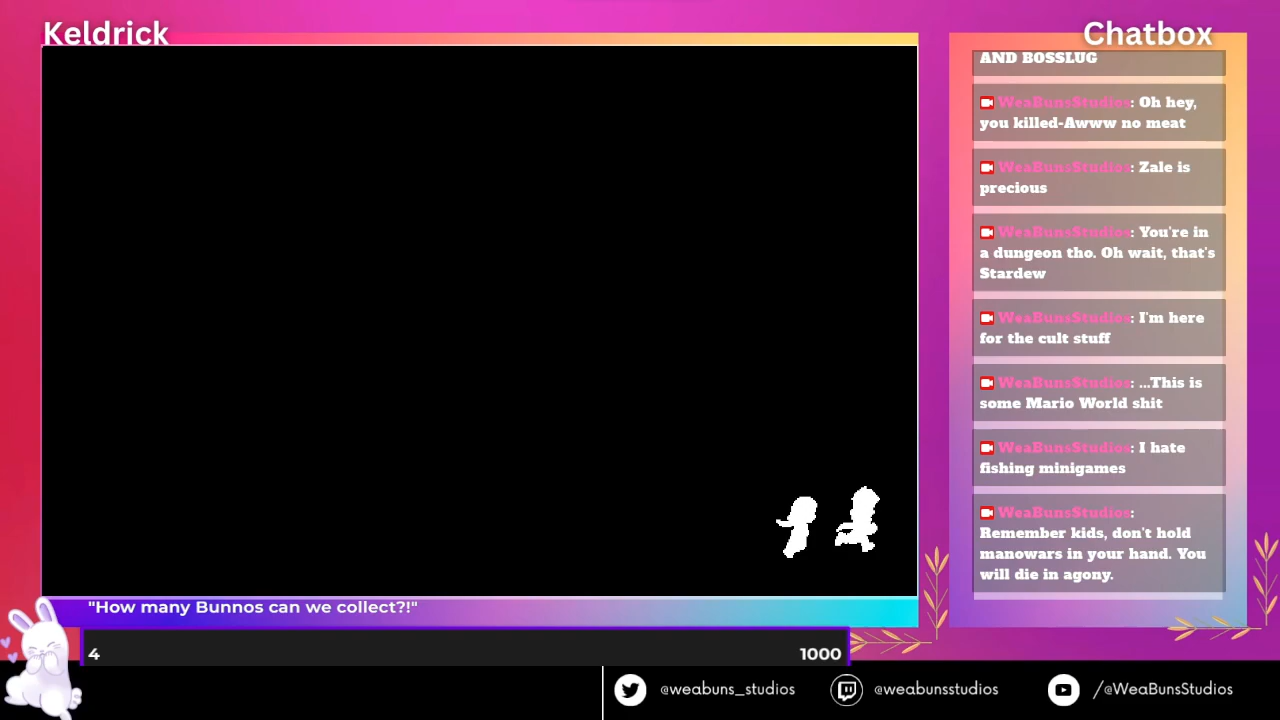 Keldrick
Chatbox
AND BOSSLUG
WeaBunsStudios: Oh hey,
you killed-Awww no meat
WeaBunsStudios: Zale is
precious
WeaBunsStudios: You're in
a dungeon tho. Oh wait, that's
Stardew
WeaBunsStudios: I'm here
for the cult stuff
WeaBunsStudios: ...This is
some Mario World shit
WeaBunsStudios: I hate
fishing minigames
WeaBunsStudios:
Remember kids, don't hold
manowars in your hand. You
will die in agony.
"How many Bunnos can we collect?!"
4
1000
@weabuns_studios
@weabunsstudios
/@WeaBunsStudios